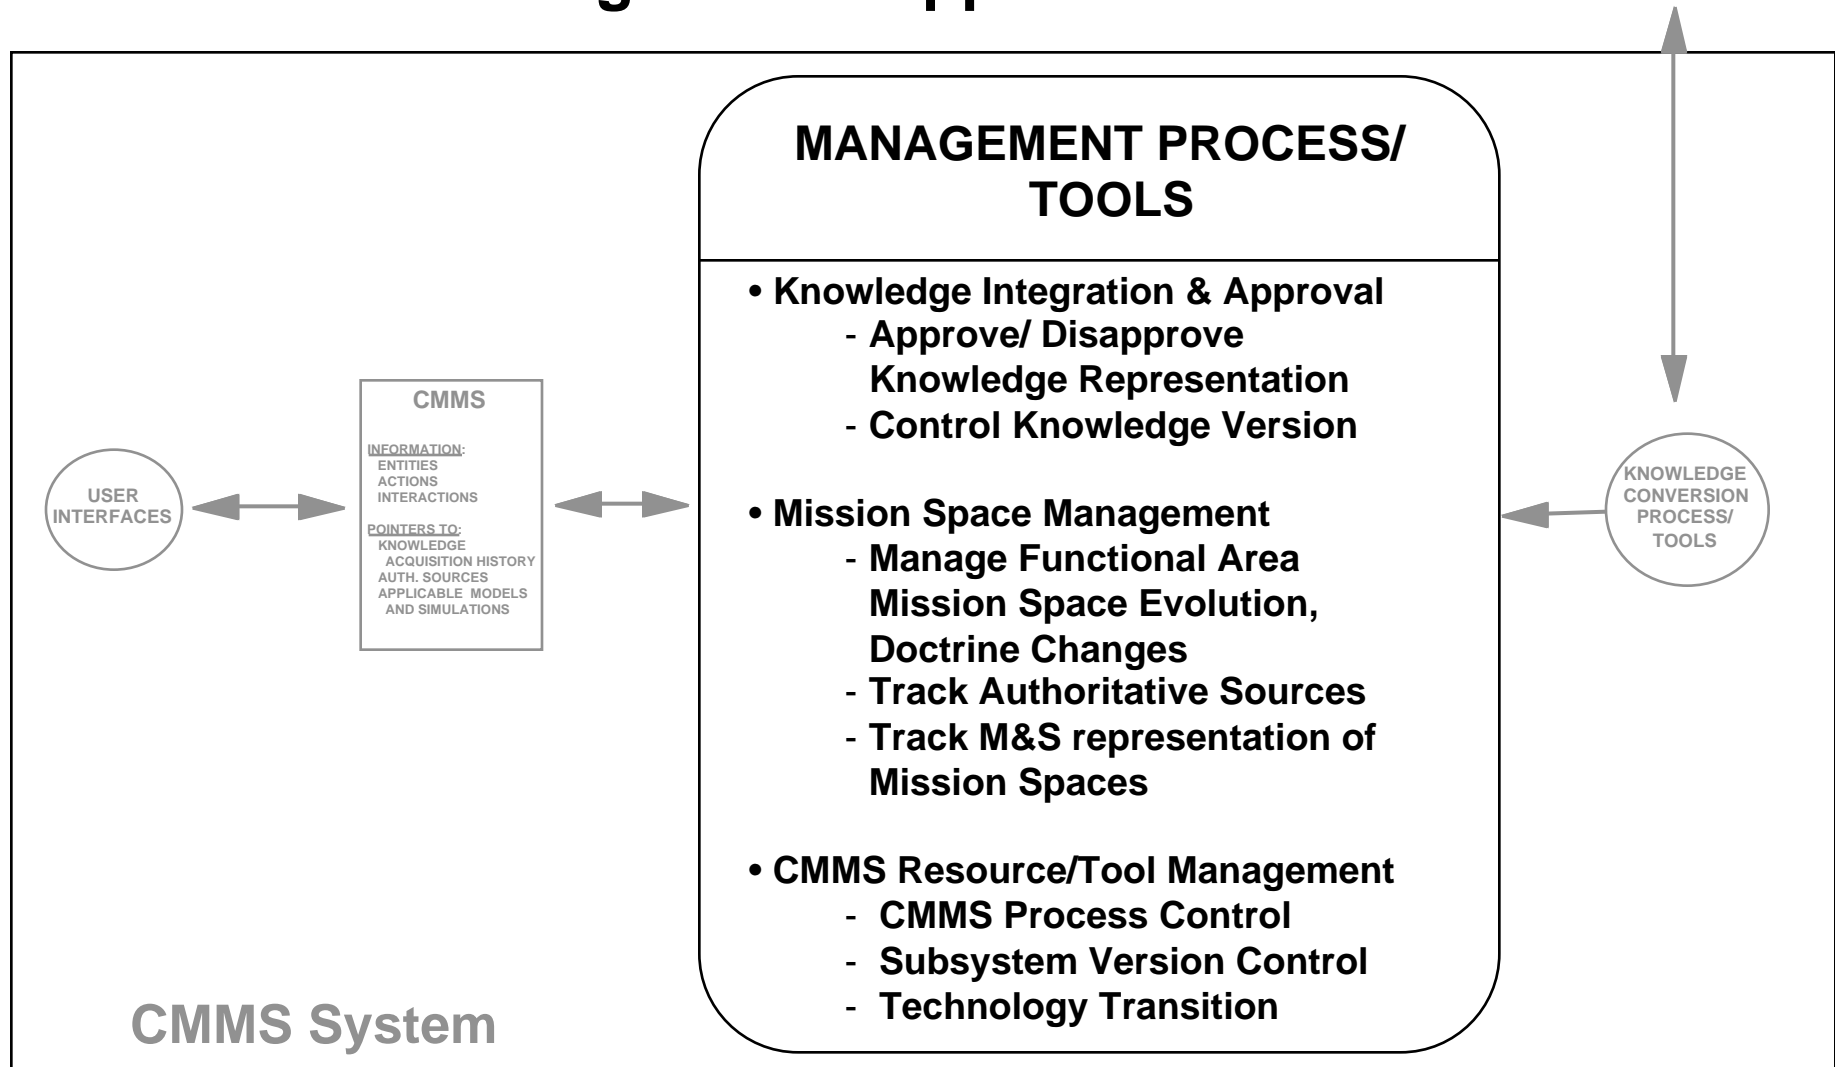 MANAGEMENT PROCESS/
TOOLS
• Knowledge Integration & Approval
- Approve/ Disapprove
Knowledge Representation
- Control Knowledge Version
• Mission Space Management
- Manage Functional Area
Mission Space Evolution,
Doctrine Changes
- Track Authoritative Sources
- Track M&S representation of
Mission Spaces
• CMMS Resource/Tool Management
- CMMS Process Control
- Subsystem Version Control
- Technology Transition
USER
INTERFACES
CMMS
INFORMATION:
ENTITIES
ACTIONS
INTERACTIONS
POINTERS TO:
KNOWLEDGE
ACQUISITION HISTORY
AUTH. SOURCES
APPLICABLE MODELS
AND SIMULATIONS
KNOWLEDGE
CONVERSION
PROCESS/
TOOLS
CMMS System